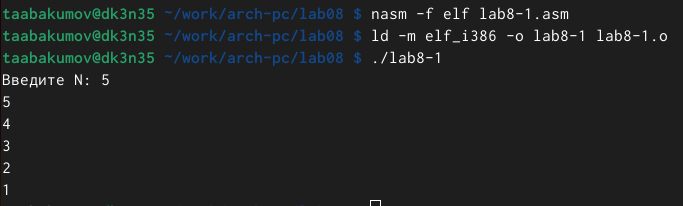 taabakumov@dk3n35 ~/work/arch-pc/lab08 $ nasm -f elf lab8-1.asm
taabakumov@dk3n35 ~/work/arch-pc/lab08 $ ld -m elf_i386 -o lab8-1 lab8-1.o
taabakumov@dk3n35 ~/work/arch-pc/lab08 $ ./lab8-1
Введите N: 5
5
4
3
2
1